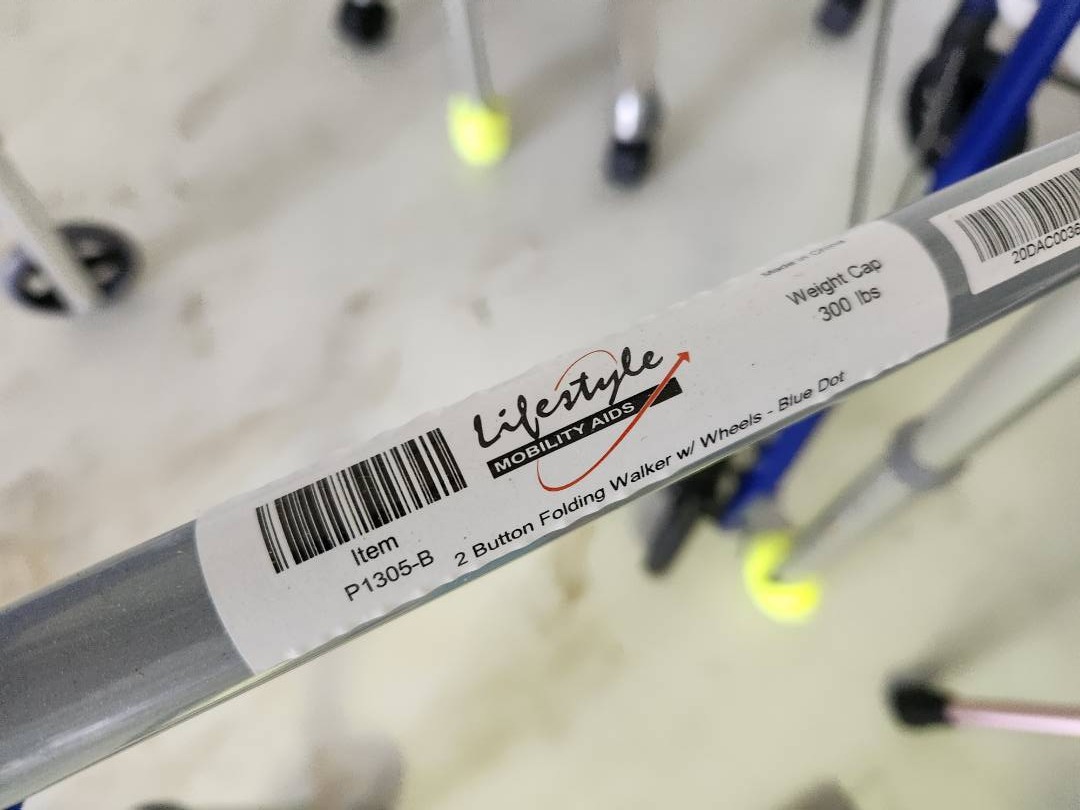 Lifestyle
MOBILITY AIDS
Item
P1305-B
2 Button Folding Walker w/ Wheels - Blue Dot
Made in China
Weight Cap
300 lbs